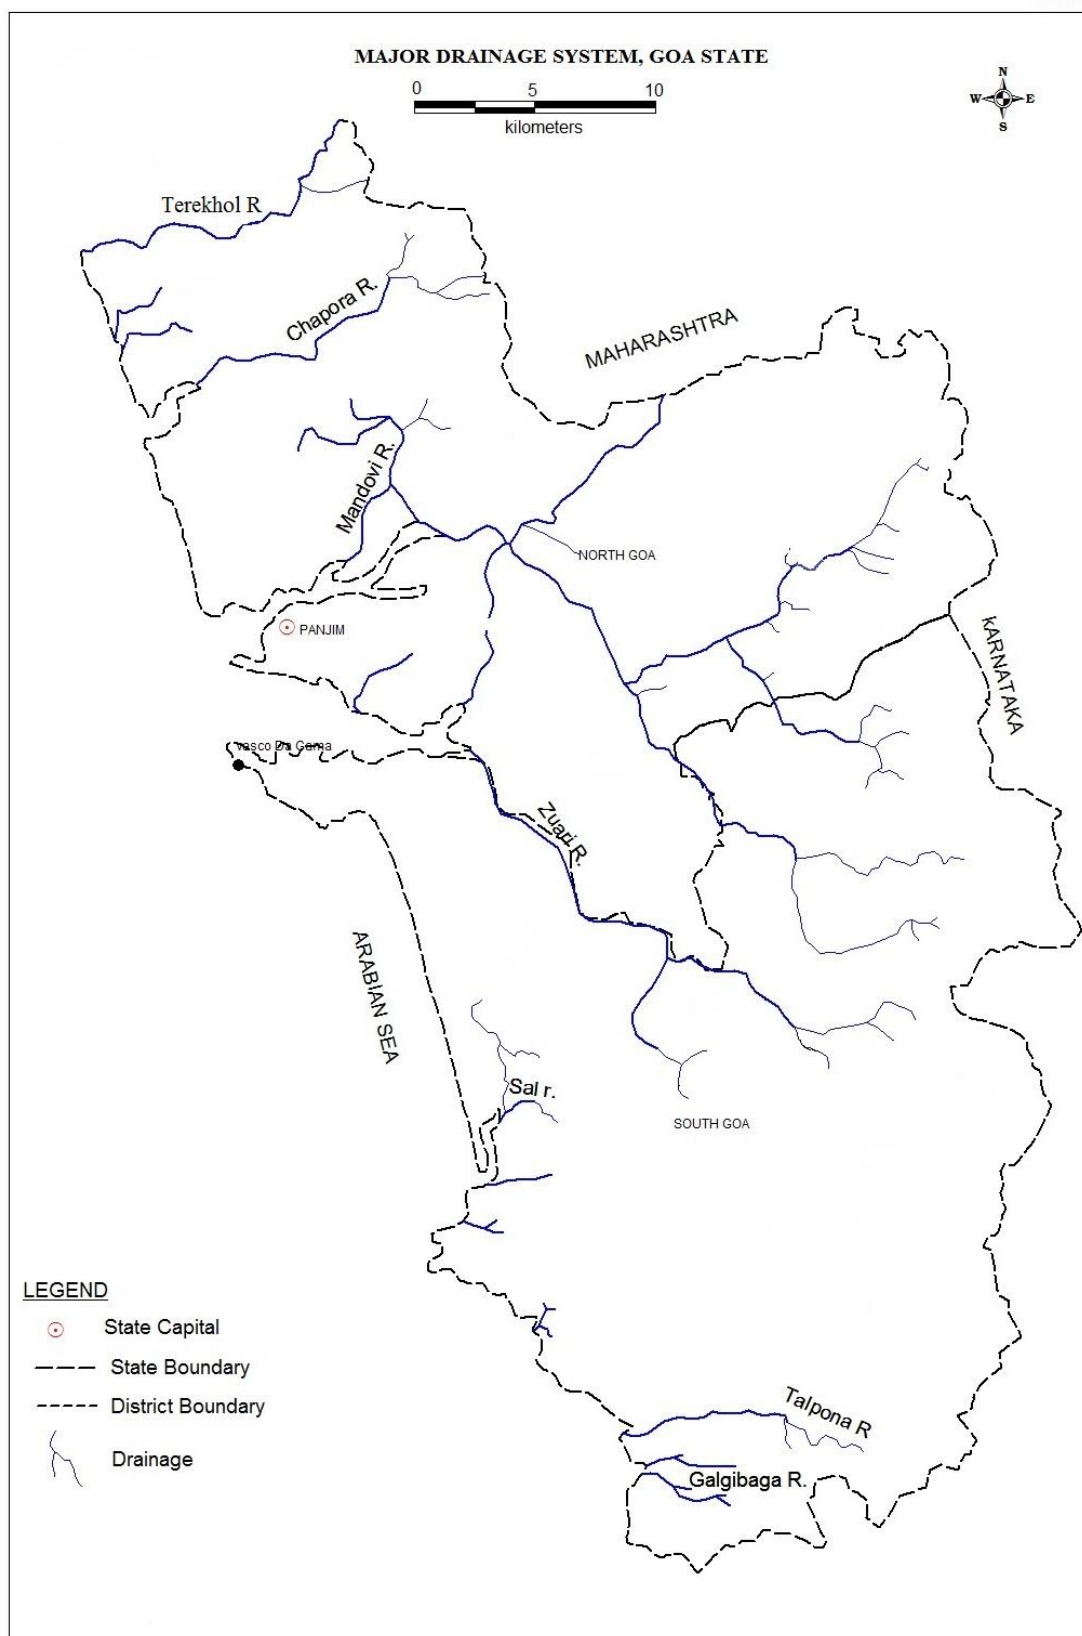 MAJOR DRAINAGE SYSTEM, GOA STATE
0 5 10
kilometers
N
W E
S
Terekhol R
Chapora R.
MAHARASHTRA
Mandovi R.
NORTH GOA
PANJIM
kARNATAKA
vasco Da Gama
Zuari R.
ARABIAN SEA
Sal r.
SOUTH GOA
LEGEND
State Capital
State Boundary
District Boundary
Drainage
Talpona R
Galgibaga R.